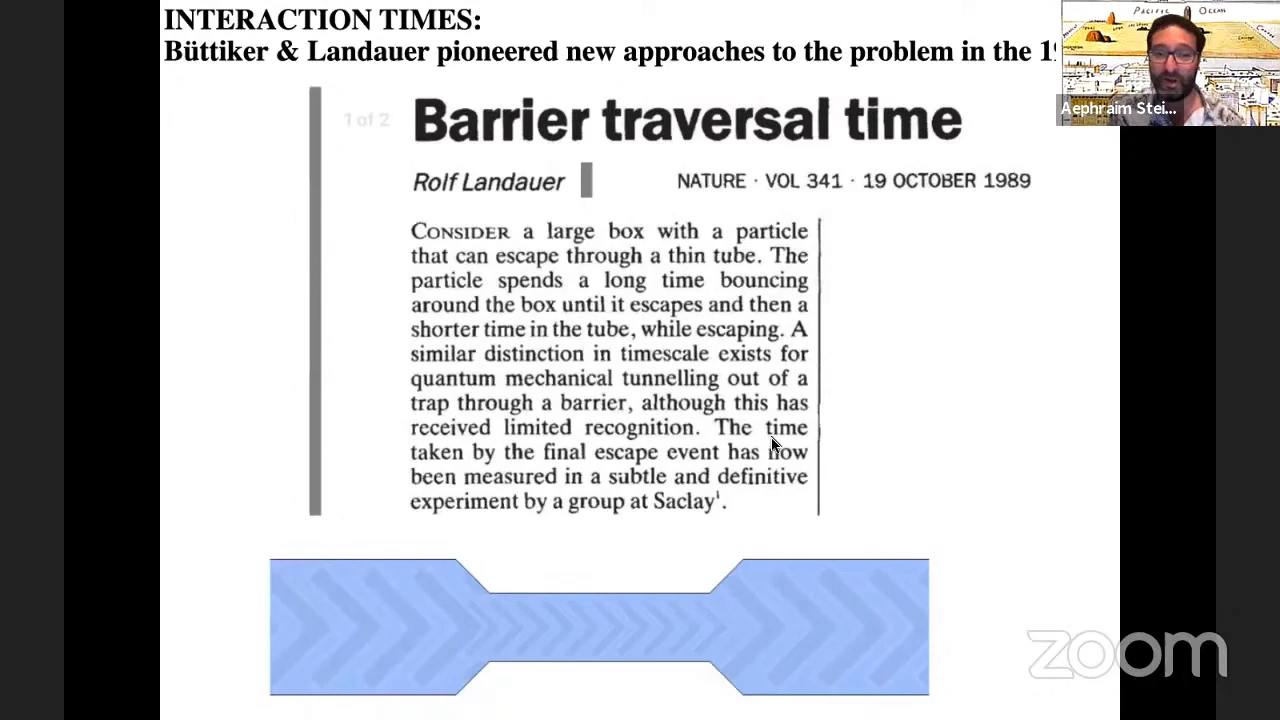 INTERACTION TIMES:
Büttiker & Landauer pioneered new approaches to the problem in the
1 of 2
Barrier traversal time
Rolf Landauer
NATURE · VOL 341 · 19 OCTOBER 1989
CONSIDER a large box with a particle
that can escape through a thin tube. The
particle spends a long time bouncing
around the box until it escapes and then a
shorter time in the tube, while escaping. A
similar distinction in timescale exists for
quantum mechanical tunnelling out of a
trap through a barrier, although this has
received limited recognition. The time
taken by the final escape event has now
been measured in a subtle and definitive
experiment by a group at Saclay¹.
PACIFIC OCEAN
Aephraim Stei...
zoom